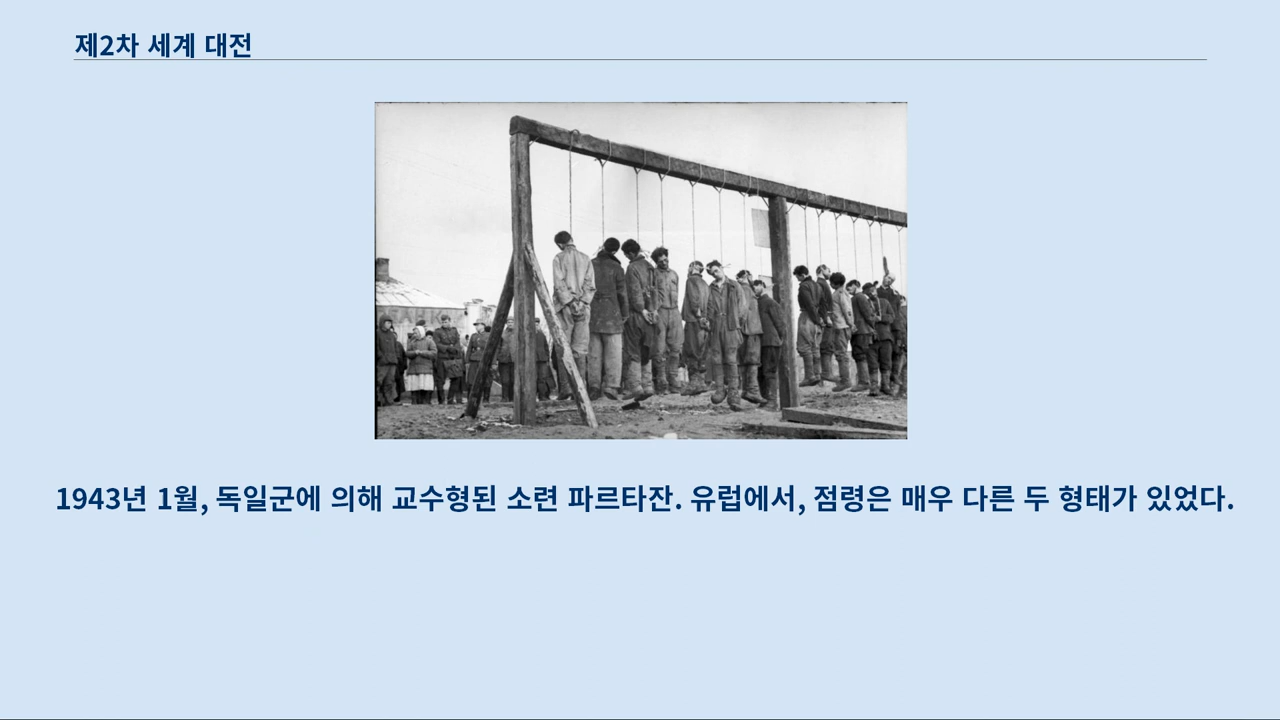 제2차 세계 대전
1943년 1월, 독일군에 의해 교수형된 소련 파르타잔. 유럽에서, 점령은 매우 다른 두 형태가 있었다.